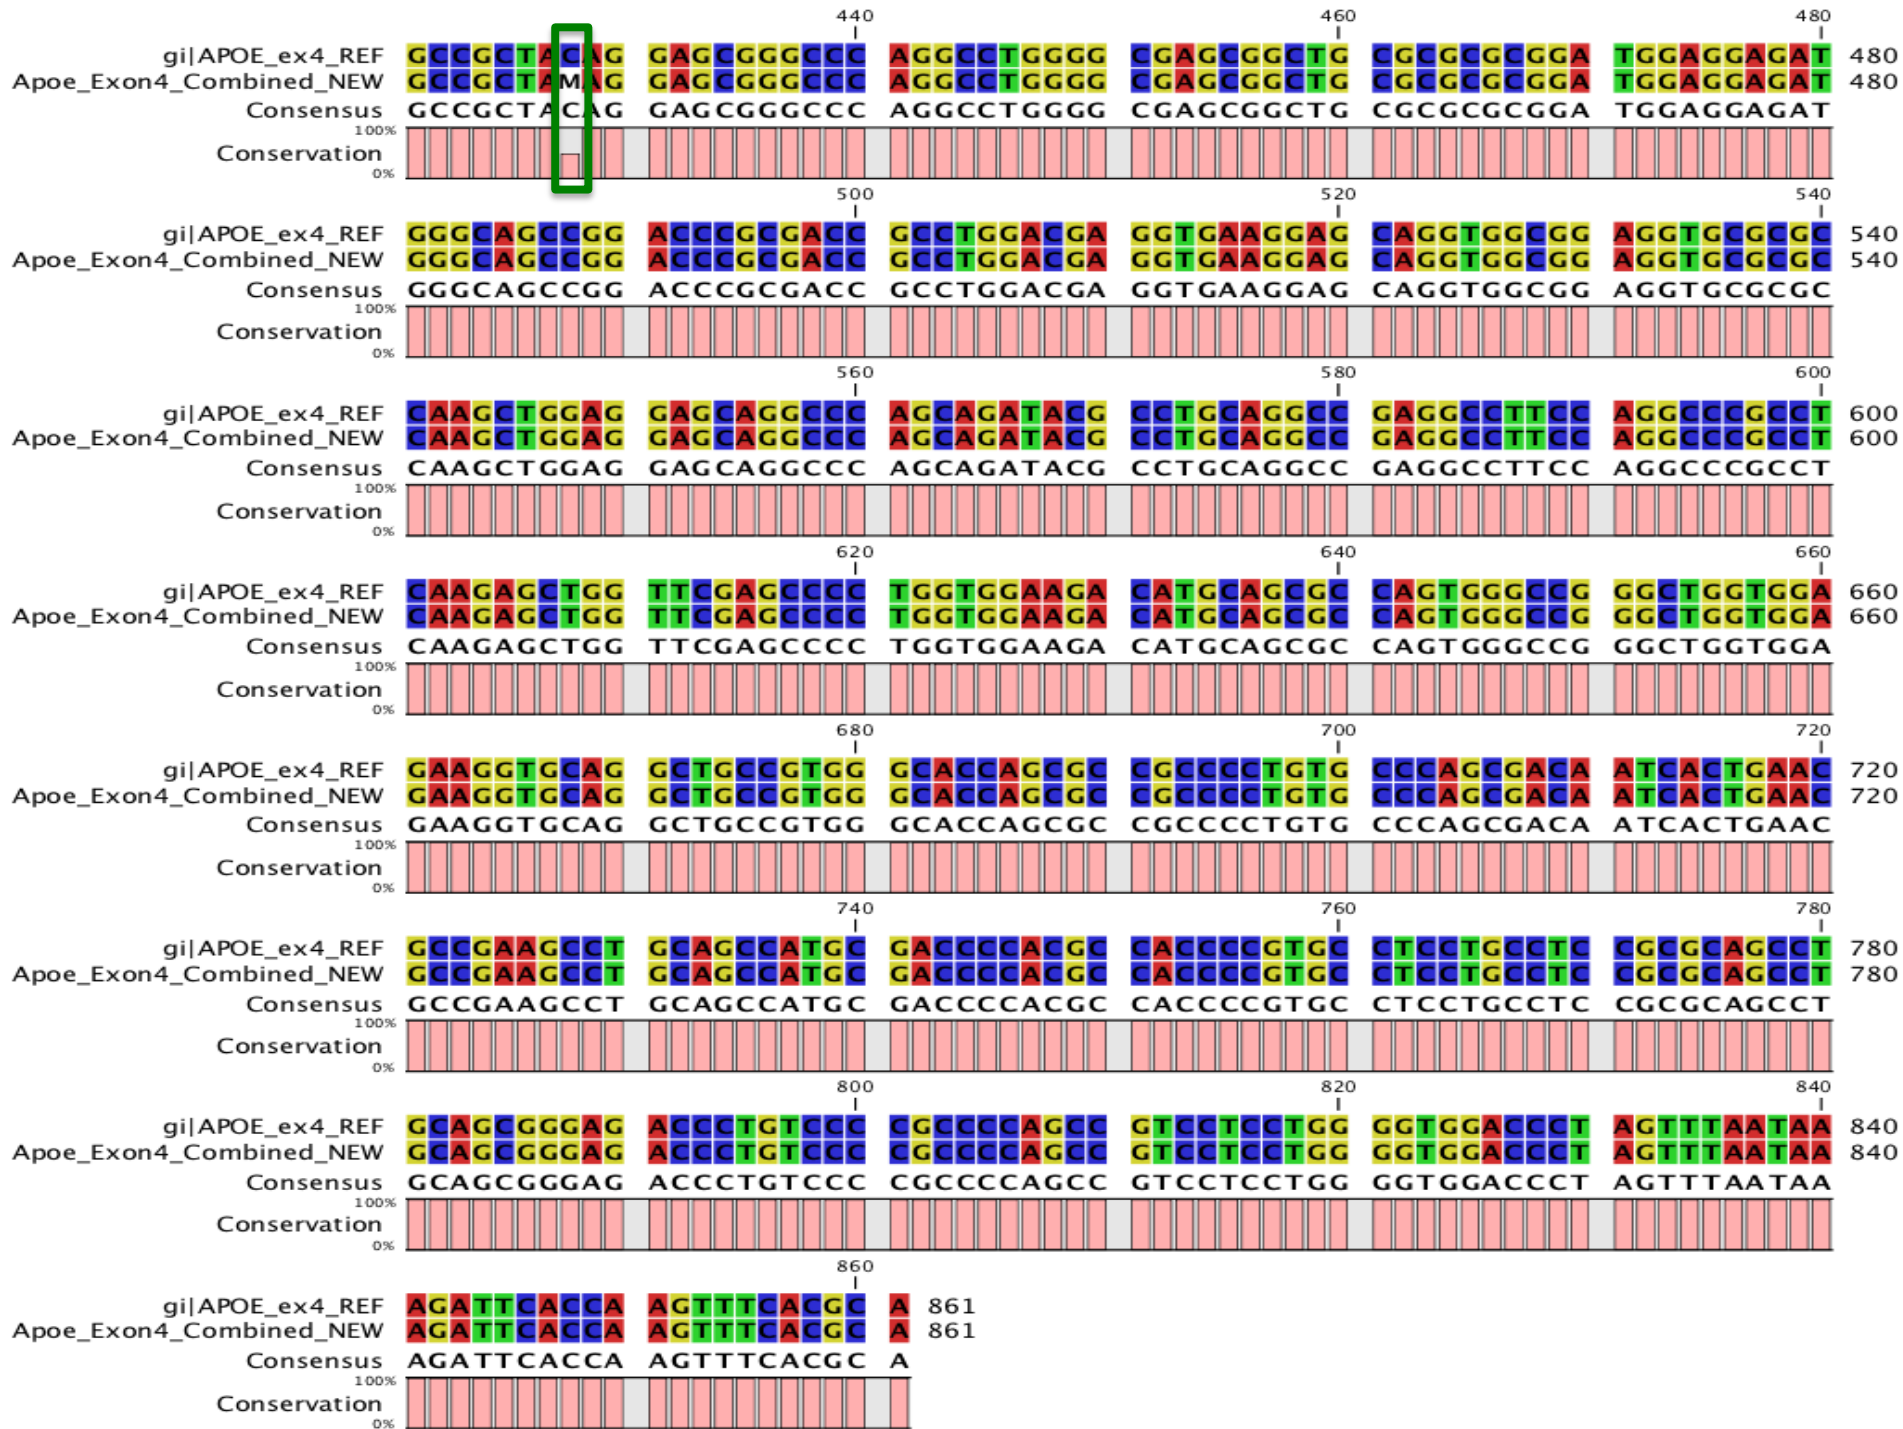 440 460 480
gi|APOE_ex4_REF GCCGCTACAG GAGCGGGCCC AGGCCTGGGG CGAGCGGCTG CGCGCGCGGA TGGAGGAGAT 480
Apoe_Exon4_Combined_NEW GCCGCTAMAG GAGCGGGCCC AGGCCTGGGG CGAGCGGCTG CGCGCGCGGA TGGAGGAGAT 480
Consensus GCCGCTACAG GAGCGGGCCC AGGCCTGGGG CGAGCGGCTG CGCGCGCGGA TGGAGGAGAT
100%
Conservation
0%
500 520 540
gi|APOE_ex4_REF GGGCAGCCGG ACCCGCGACC GCCTGGACGA GGTGAAGGAG CAGGTGGCGG AGGTGCGCGC 540
Apoe_Exon4_Combined_NEW GGGCAGCCGG ACCCGCGACC GCCTGGACGA GGTGAAGGAG CAGGTGGCGG AGGTGCGCGC 540
Consensus GGGCAGCCGG ACCCGCGACC GCCTGGACGA GGTGAAGGAG CAGGTGGCGG AGGTGCGCGC
100%
Conservation
0%
560 580 600
gi|APOE_ex4_REF CAAGCTGGAG GAGCAGGCCC AGCAGATACG CCTGCAGGCC GAGGCCTTCC AGGCCCGCCT 600
Apoe_Exon4_Combined_NEW CAAGCTGGAG GAGCAGGCCC AGCAGATACG CCTGCAGGCC GAGGCCTTCC AGGCCCGCCT 600
Consensus CAAGCTGGAG GAGCAGGCCC AGCAGATACG CCTGCAGGCC GAGGCCTTCC AGGCCCGCCT
100%
Conservation
0%
620 640 660
gi|APOE_ex4_REF CAAGAGCTGG TTCGAGCCCC TGGTGGAAGA CATGCAGCGC CAGTGGGCCG GGCTGGTGGA 660
Apoe_Exon4_Combined_NEW CAAGAGCTGG TTCGAGCCCC TGGTGGAAGA CATGCAGCGC CAGTGGGCCG GGCTGGTGGA 660
Consensus CAAGAGCTGG TTCGAGCCCC TGGTGGAAGA CATGCAGCGC CAGTGGGCCG GGCTGGTGGA
100%
Conservation
0%
680 700 720
gi|APOE_ex4_REF GAAGGTGCAG GCTGCCGTGG GCACCAGCGC CGCCCCTGTG CCCAGCGACA ATCACTGAAC 720
Apoe_Exon4_Combined_NEW GAAGGTGCAG GCTGCCGTGG GCACCAGCGC CGCCCCTGTG CCCAGCGACA ATCACTGAAC 720
Consensus GAAGGTGCAG GCTGCCGTGG GCACCAGCGC CGCCCCTGTG CCCAGCGACA ATCACTGAAC
100%
Conservation
0%
740 760 780
gi|APOE_ex4_REF GCCGAAGCCT GCAGCCATGC GACCCCACGC CACCCCGTGC CTCCTGCCTC CGCGCAGCCT 780
Apoe_Exon4_Combined_NEW GCCGAAGCCT GCAGCCATGC GACCCCACGC CACCCCGTGC CTCCTGCCTC CGCGCAGCCT 780
Consensus GCCGAAGCCT GCAGCCATGC GACCCCACGC CACCCCGTGC CTCCTGCCTC CGCGCAGCCT
100%
Conservation
0%
800 820 840
gi|APOE_ex4_REF GCAGCGGGAG ACCCTGTCCC CGCCCCAGCC GTCCTCCTGG GGTGGACCCT AGTTTAATAA 840
Apoe_Exon4_Combined_NEW GCAGCGGGAG ACCCTGTCCC CGCCCCAGCC GTCCTCCTGG GGTGGACCCT AGTTTAATAA 840
Consensus GCAGCGGGAG ACCCTGTCCC CGCCCCAGCC GTCCTCCTGG GGTGGACCCT AGTTTAATAA
100%
Conservation
0%
860
gi|APOE_ex4_REF AGATTCACCA AGTTTCACGC A 861
Apoe_Exon4_Combined_NEW AGATTCACCA AGTTTCACGC A 861
Consensus AGATTCACCA AGTTTCACGC A
100%
Conservation
0%